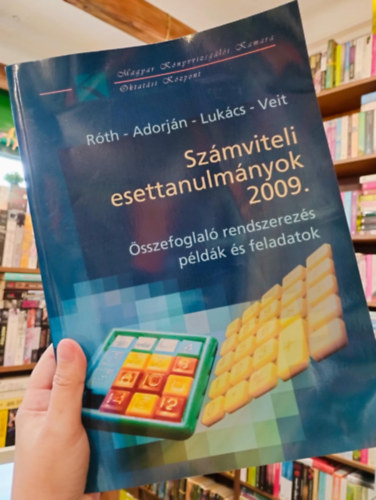 Magyar Könyvvizsgálói Kamara
Oktatási Központ
Róth - Adorján - Lukács - Veit
Számviteli
esettanulmányok
2009.
Összefoglaló rendszerezés
példák és feladatok